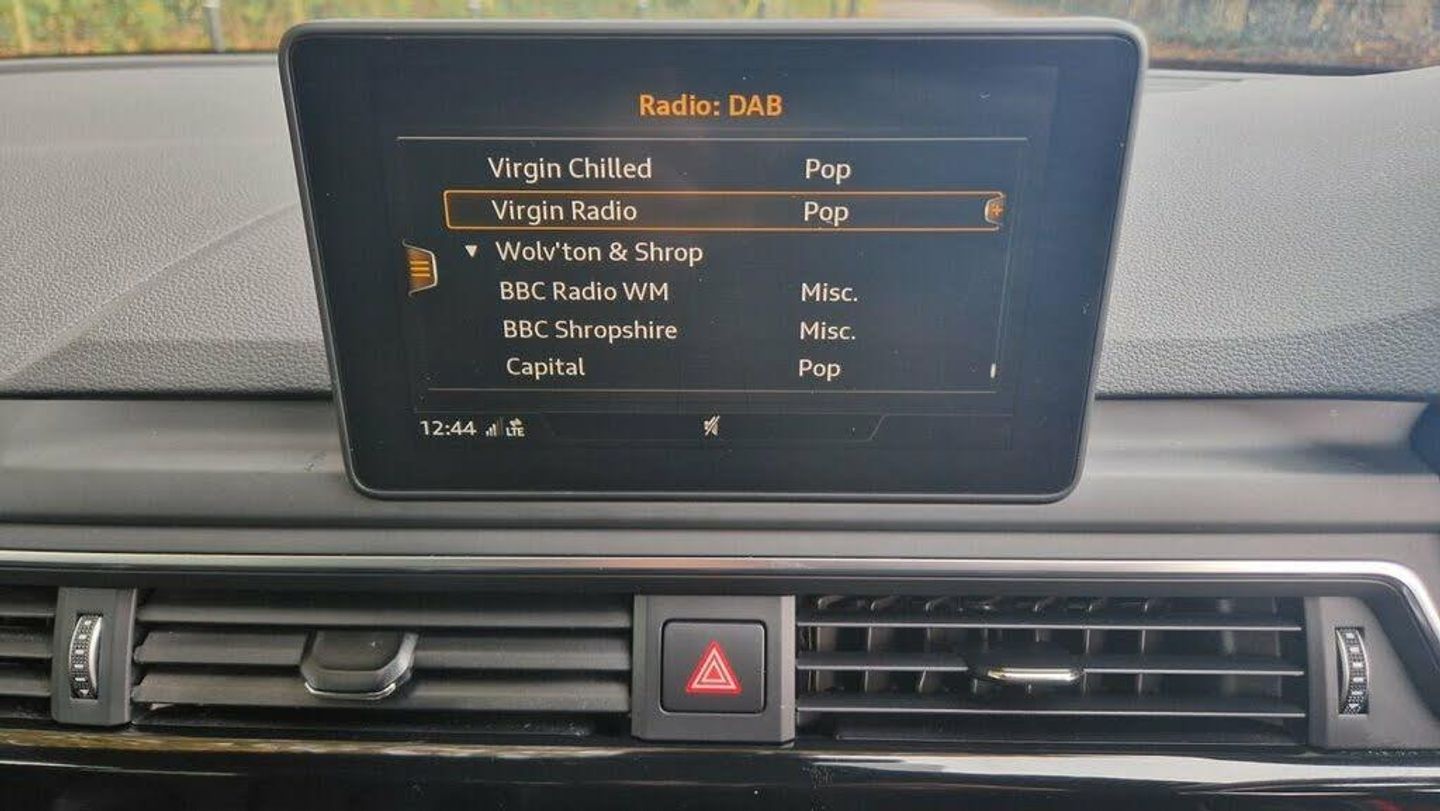 Radio: DAB
Virgin Chilled Pop
Virgin Radio Pop
Wolv'ton & Shrop
BBC Radio WM Misc.
BBC Shropshire Misc.
Capital Pop
12:44 LTE